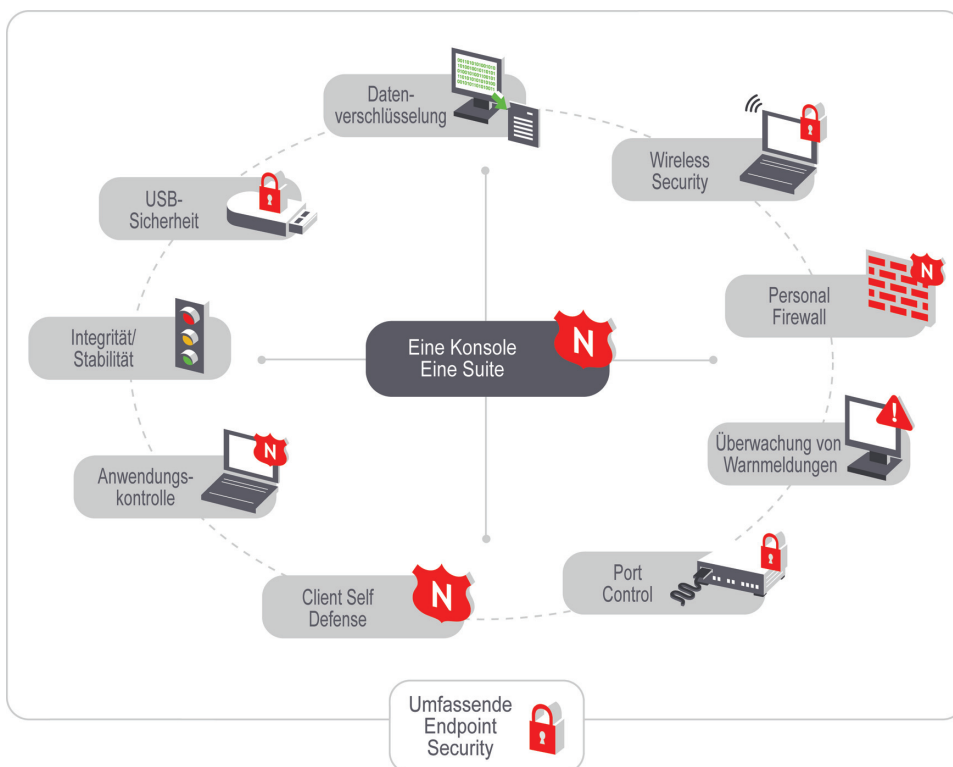 Daten-
verschlüsselung
Wireless
Security
USB-
Sicherheit
Personal
Firewall
N
Integrität/
Stabilität
Eine Konsole
Eine Suite
N
Überwachung von
Warnmeldungen
!
Anwendungs-
kontrolle
N
Port
Control
Client Self
Defense
N
Umfassende
Endpoint
Security